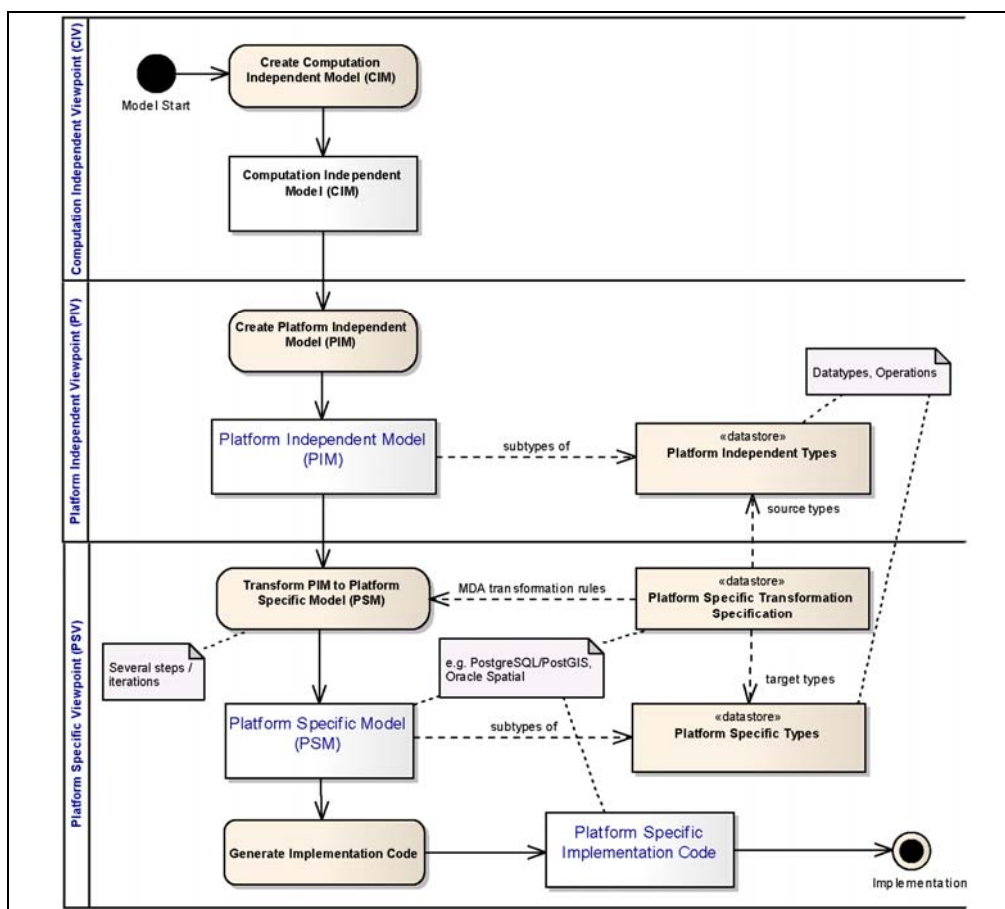 Computation Independent Viewpoint (CIV)
Model Start
Create Computation
Independent Model (CIM)
Computation Independent
Model (CIM)
Platform Independent Viewpoint (PIV)
Create Platform Independent
Model (PIM)
Datatypes, Operations
Platform Independent Model
(PIM)
subtypes of
«datastore»
Platform Independent Types
source types
Platform Specific Viewpoint (PSV)
Transform PIM to Platform
Specific Model (PSM)
MDA transformation rules
«datastore»
Platform Specific Transformation
Specification
Several steps /
iterations
e.g. PostgreSQL/PostGIS,
Oracle Spatial
target types
Platform Specific Model
(PSM)
subtypes of
«datastore»
Platform Specific Types
Generate Implementation Code
Platform Specific
Implementation Code
Implementation